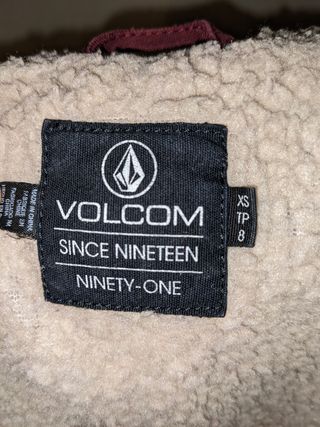 VOLCOM
SINCE NINETEEN
NINETY-ONE
XS
TP
8
MADE IN CHINA